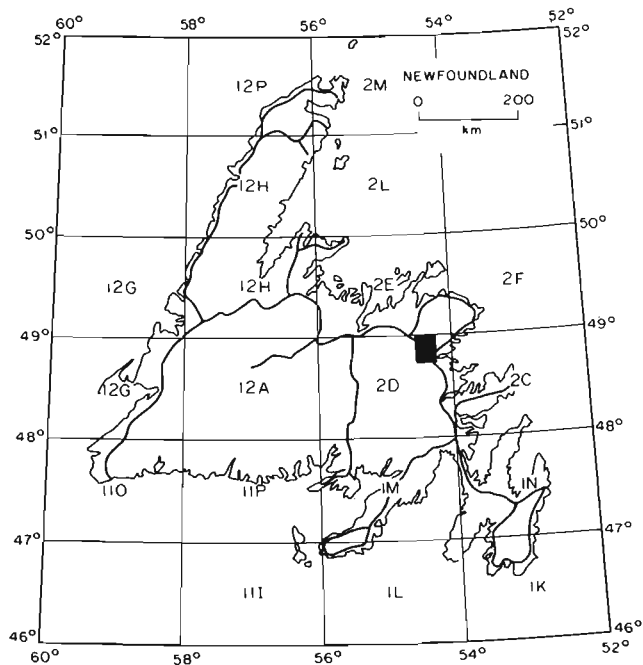 60° 58° 56° 54° 52°
52° 52°
12P 2M NEWFOUNDLAND
0 200
km
51° 51°
12H 2L
50° 50°
12G 12H 2E 2F
49° 49°
12G 12A 2D 2C
48° 48°
11O 11P 1M 1N
47° 47°
11I 1L 1K
46° 46°
60° 58° 56° 54° 52°